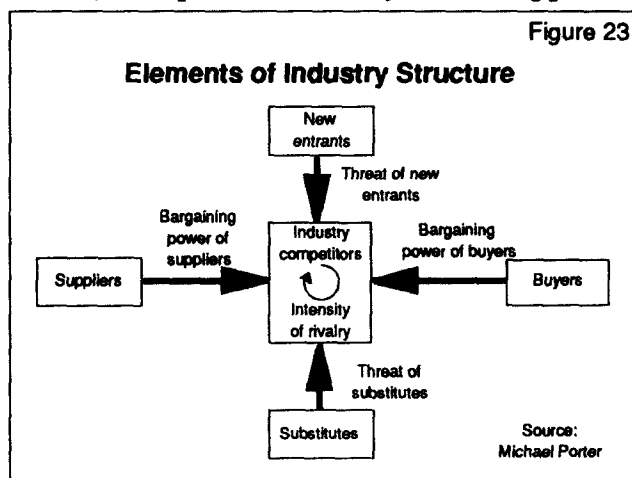 Figure 23
Elements of Industry Structure
New
entrants
Threat of new
entrants
Bargaining
power of
suppliers
Industry
competitors
Bargaining
power of buyers
Suppliers
Intensity
of rivalry
Buyers
Threat of
substitutes
Substitutes
Source:
Michael Porter